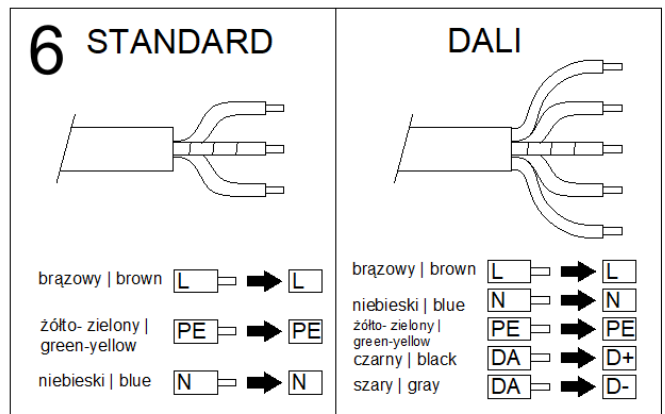 6 STANDARD
brązowy | brown L L
żółto- zielony |
green-yellow PE PE
niebieski | blue N N
DALI
brązowy | brown L L
niebieski | blue N N
żółto- zielony |
green-yellow PE PE
czarny | black DA D+
szary | gray DA D-